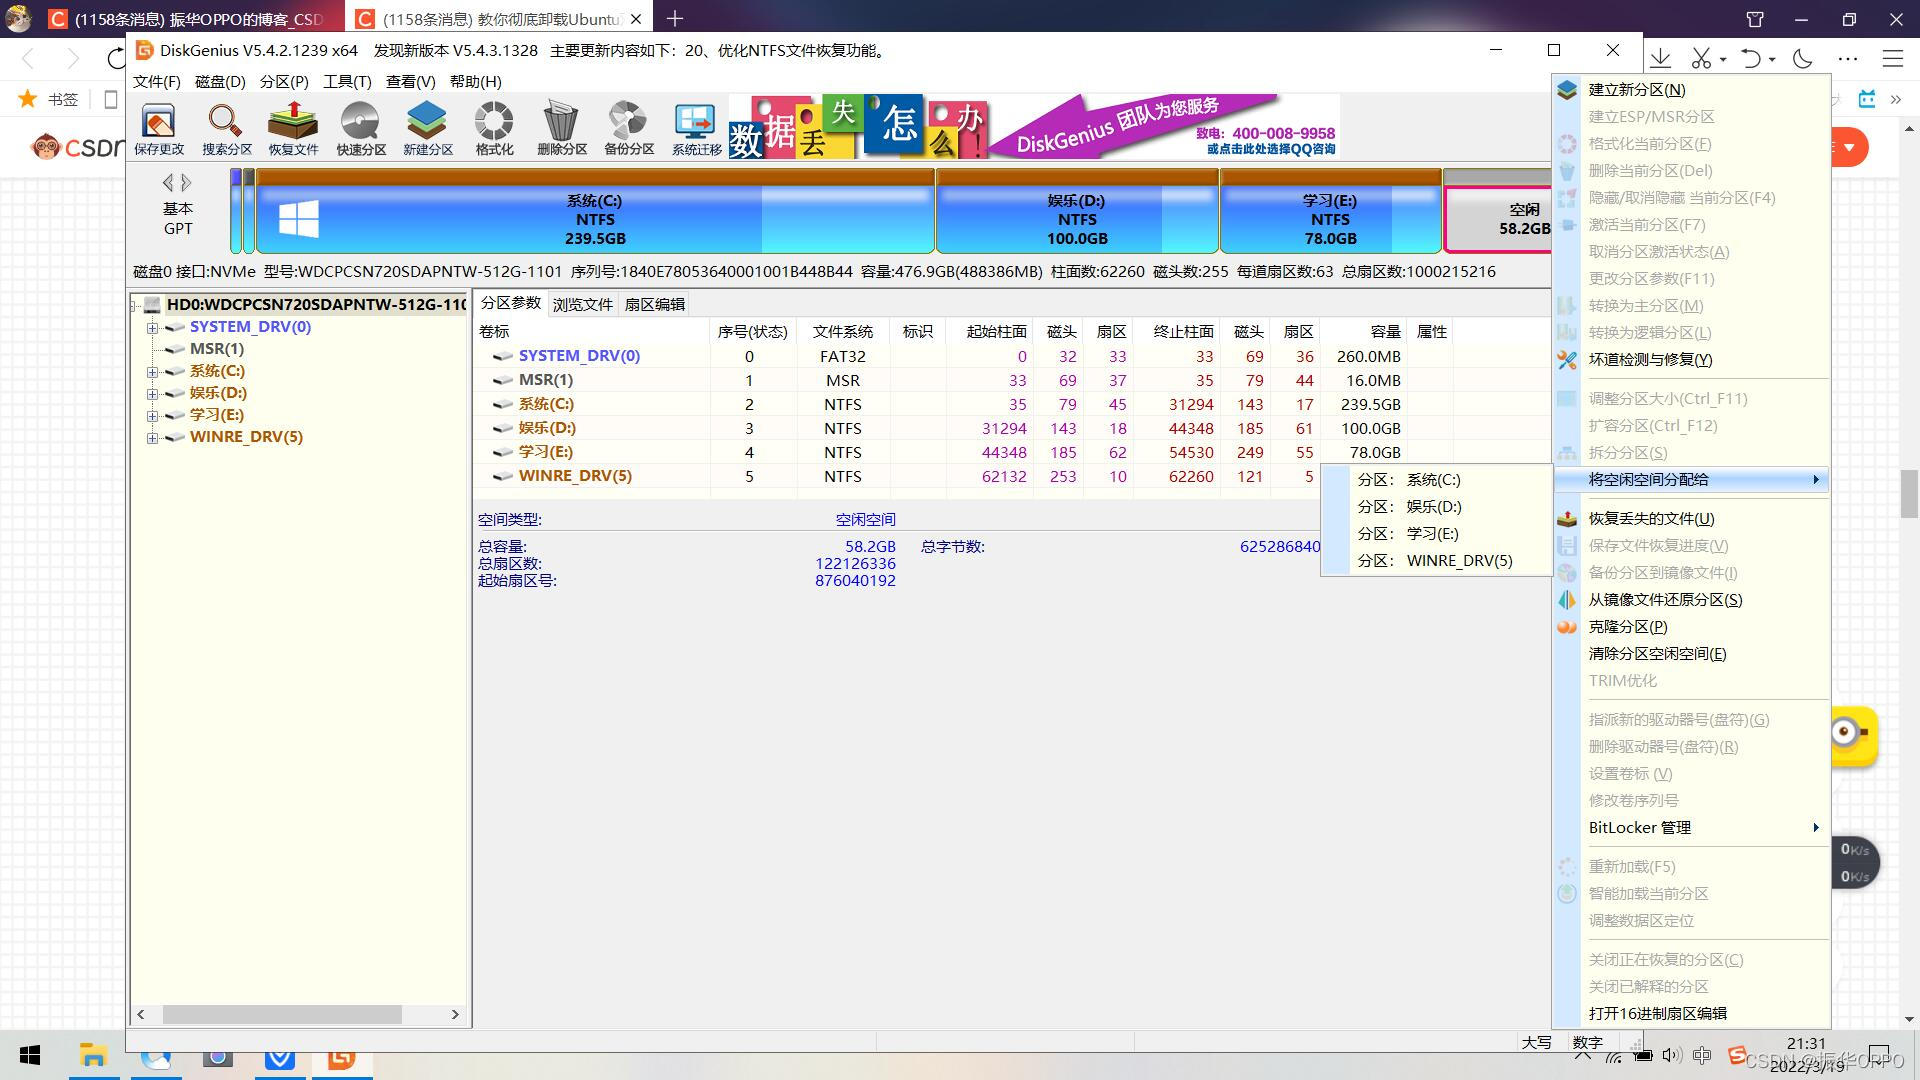 (1158条消息) 振华OPPO的博客_CSD
(1158条消息) 教你彻底卸载Ubuntu
DiskGenius V5.4.2.1239 x64 发现新版本 V5.4.3.1328 主要更新内容如下：20、优化NTFS文件恢复功能。
文件(F) 磁盘(D) 分区(P) 工具(T) 查看(V) 帮助(H)
书签
CSDN
保存更改 搜索分区 恢复文件 快速分区 新建分区 格式化 删除分区 备份分区 系统迁移
数据丢失怎么办!
DiskGenius 团队为您服务
致电：400-008-9958
或点击此处选择QQ咨询
基本
GPT
系统(C:)
NTFS
239.5GB
娱乐(D:)
NTFS
100.0GB
学习(E:)
NTFS
78.0GB
空闲
58.2GB
磁盘0 接口:NVMe 型号:WDCPCSN720SDAPNTW-512G-1101 序列号:1840E78053640001001B448B44 容量:476.9GB(488386MB) 柱面数:62260 磁头数:255 每道扇区数:63 总扇区数:1000215216
HD0:WDCPCSN720SDAPNTW-512G-110
SYSTEM_DRV(0)
MSR(1)
系统(C:)
娱乐(D:)
学习(E:)
WINRE_DRV(5)
分区参数 浏览文件 扇区编辑
卷标 序号(状态) 文件系统 标识 起始柱面 磁头 扇区 终止柱面 磁头 扇区 容量 属性
SYSTEM_DRV(0) 0 FAT32 0 32 33 33 69 36 260.0MB
MSR(1) 1 MSR 33 69 37 35 79 44 16.0MB
系统(C:) 2 NTFS 35 79 45 31294 143 17 239.5GB
娱乐(D:) 3 NTFS 31294 143 18 44348 185 61 100.0GB
学习(E:) 4 NTFS 44348 185 62 54530 249 55 78.0GB
WINRE_DRV(5) 5 NTFS 62132 253 10 62260 121 5
空间类型: 空闲空间
总容量: 58.2GB 总字节数: 625286840
总扇区数: 122126336
起始扇区号: 876040192
分区： 系统(C:)
分区： 娱乐(D:)
分区： 学习(E:)
分区： WINRE_DRV(5)
建立新分区(N)
建立ESP/MSR分区
格式化当前分区(F)
删除当前分区(Del)
隐藏/取消隐藏 当前分区(F4)
激活当前分区(F7)
取消分区激活状态(A)
更改分区参数(F11)
转换为主分区(M)
转换为逻辑分区(L)
坏道检测与修复(Y)
调整分区大小(Ctrl_F11)
扩容分区(Ctrl_F12)
拆分分区(S)
将空闲空间分配给
恢复丢失的文件(U)
保存文件恢复进度(V)
备份分区到镜像文件(I)
从镜像文件还原分区(S)
克隆分区(P)
清除分区空闲空间(E)
TRIM优化
指派新的驱动器号(盘符)(G)
删除驱动器号(盘符)(R)
设置卷标 (V)
修改卷序列号
BitLocker 管理
重新加载(F5)
智能加载当前分区
调整数据区定位
关闭正在恢复的分区(C)
关闭已解释的分区
打开16进制扇区编辑
0K/s
0K/s
大写 数字
中
21:31
2022/3/19
CSDN @振华OPPO